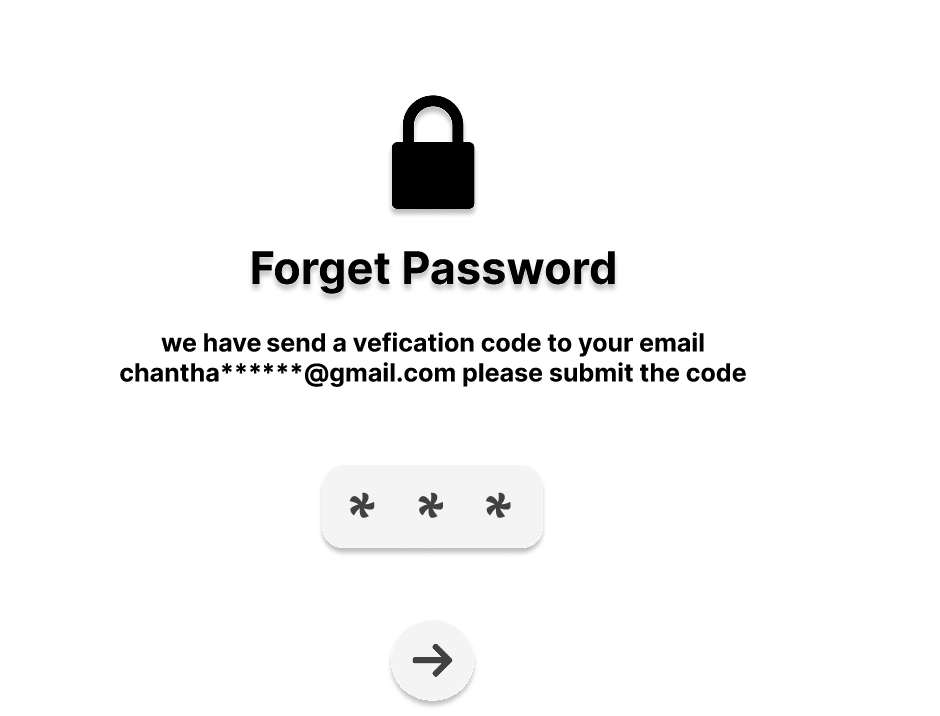 Forget Password
we have send a vefication code to your email
chantha******@gmail.com please submit the code
* * *